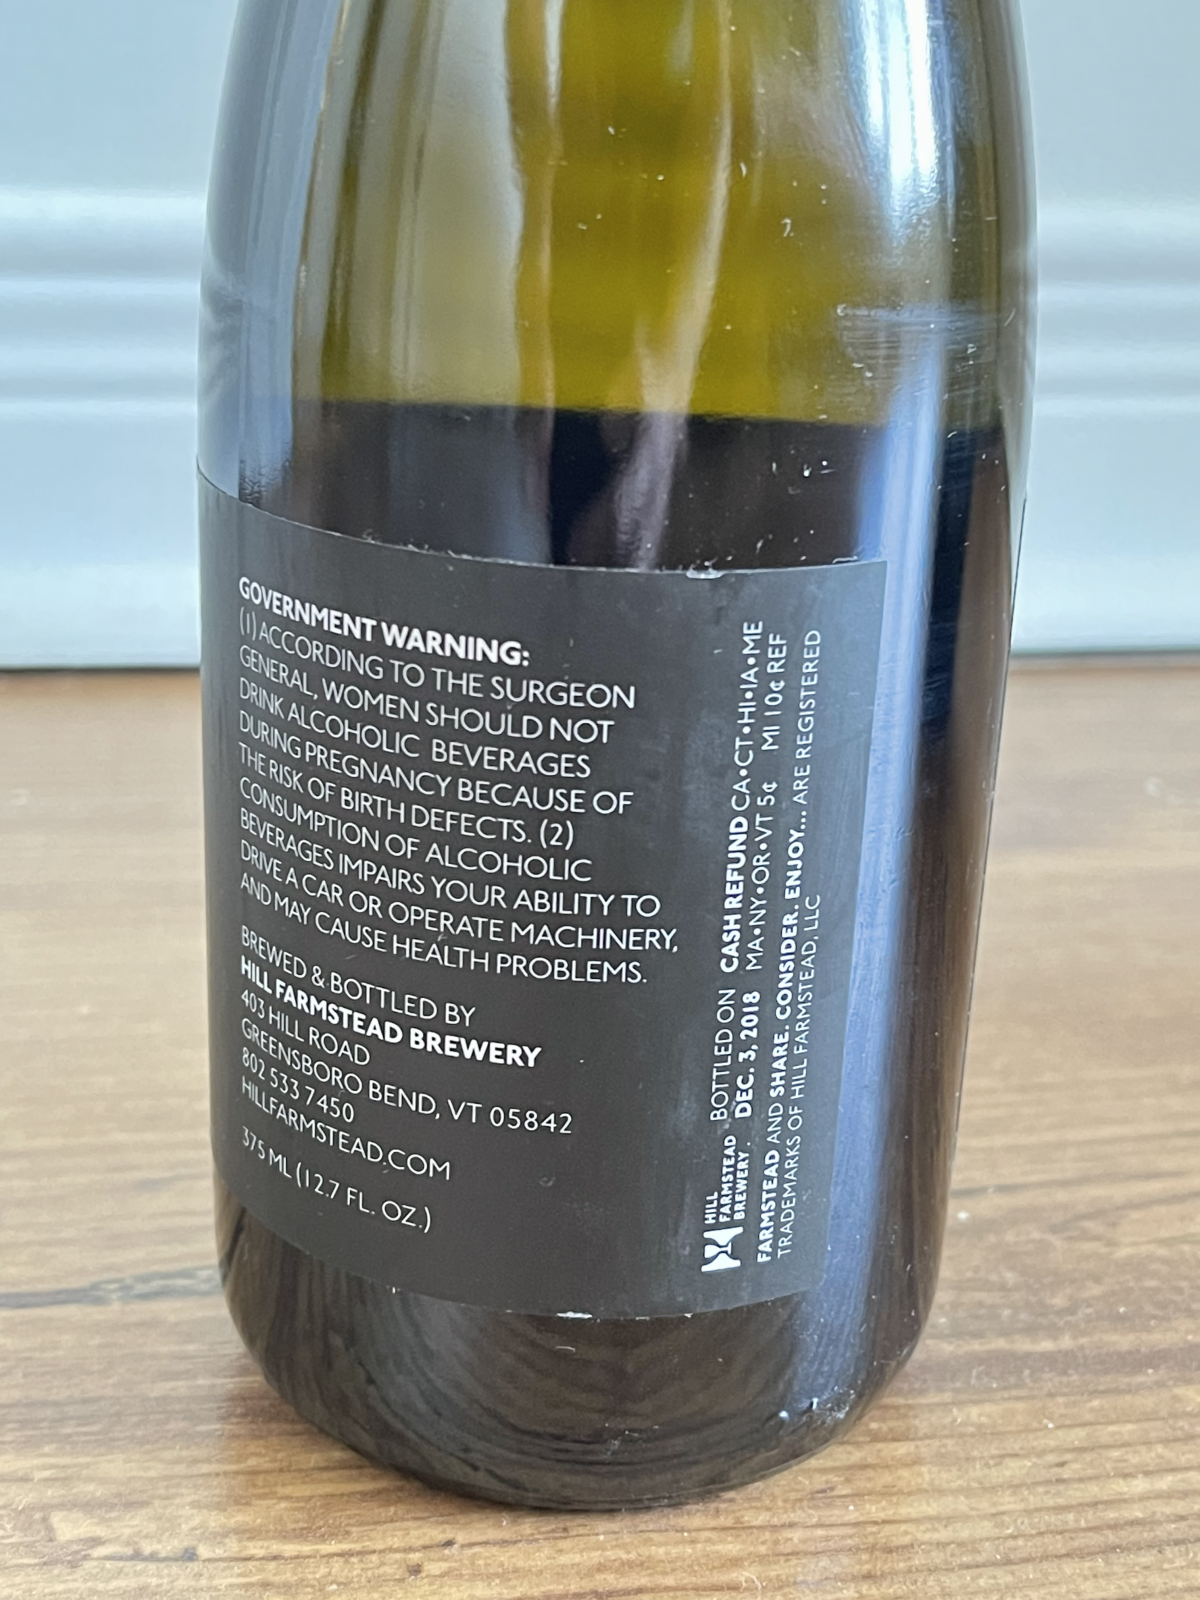 GOVERNMENT WARNING:
(1) ACCORDING TO THE SURGEON
GENERAL, WOMEN SHOULD NOT
DRINK ALCOHOLIC BEVERAGES
DURING PREGNANCY BECAUSE OF
THE RISK OF BIRTH DEFECTS. (2)
CONSUMPTION OF ALCOHOLIC
BEVERAGES IMPAIRS YOUR ABILITY TO
DRIVE A CAR OR OPERATE MACHINERY,
AND MAY CAUSE HEALTH PROBLEMS.
BREWED & BOTTLED BY
HILL FARMSTEAD BREWERY
403 HILL ROAD
GREENSBORO BEND, VT 05842
802 533 7450
HILLFARMSTEAD.COM
375 ML (12.7 FL. OZ.)
HILL
FARMSTEAD
BREWERY.
BOTTLED ON
DEC. 3, 2018
CASH REFUND CA•CT•HI•IA•ME
MA•NY•OR•VT 5¢ MI 10¢ REF
FARMSTEAD AND SHARE. CONSIDER. ENJOY... ARE REGISTERED
TRADEMARKS OF HILL FARMSTEAD, LLC